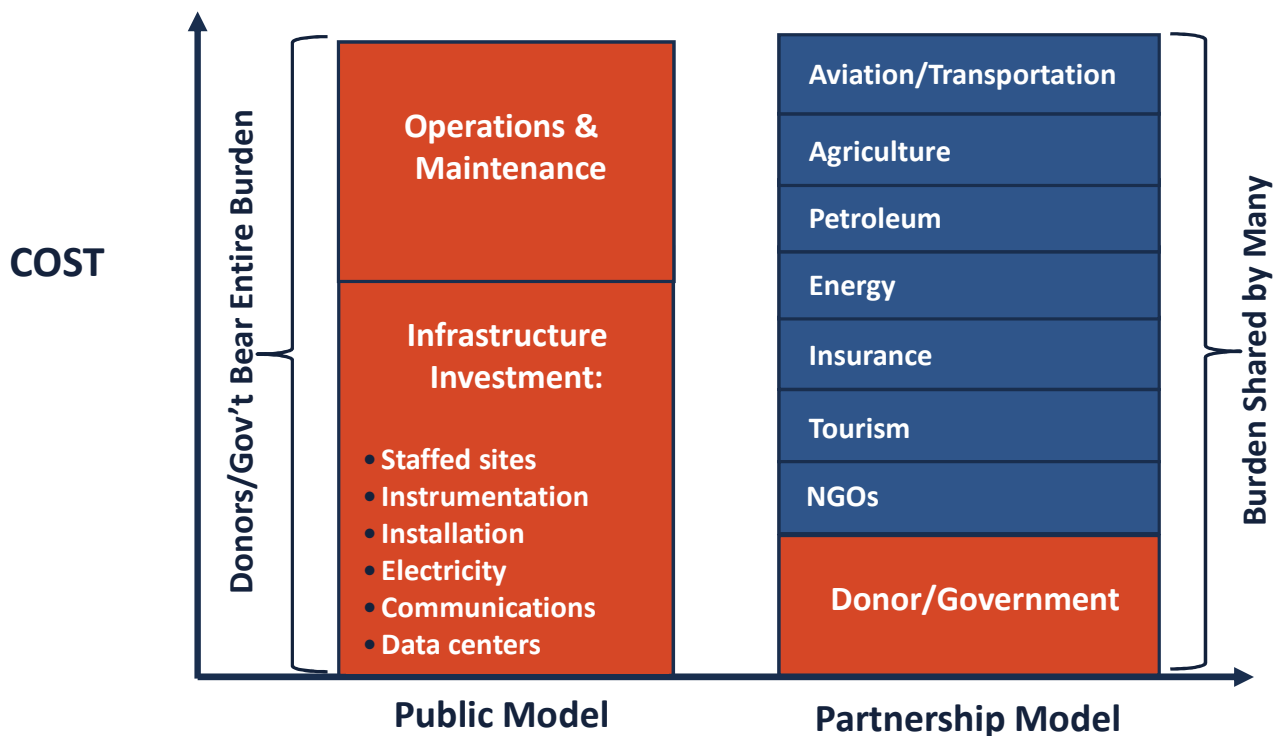 COST
Donors/Gov't Bear Entire Burden
Operations &
Maintenance
Infrastructure
Investment:
• Staffed sites
• Instrumentation
• Installation
• Electricity
• Communications
• Data centers
Public Model
Aviation/Transportation
Agriculture
Petroleum
Energy
Insurance
Tourism
NGOs
Donor/Government
Partnership Model
Burden Shared by Many